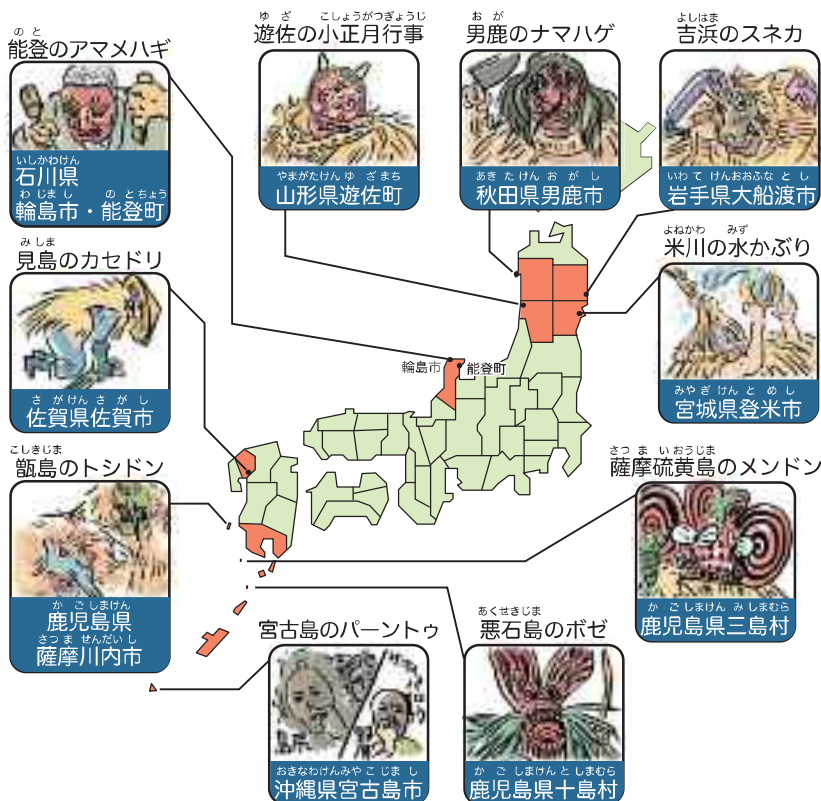 のと
能登のアマメハギ
いしかわけん
石川県
わじまし のとちょう
輪島市・能登町
ゆざ こしょうがつぎょうじ
遊佐の小正月行事
やまがたけんゆざまち
山形県遊佐町
おが
男鹿のナマハゲ
あきたけんおがし
秋田県男鹿市
よしはま
吉浜のスネカ
いわてけんおおふなとし
岩手県大船渡市
みしま
見島のカセドリ
さがけんさがし
佐賀県佐賀市
よねかわ みず
米川の水かぶり
みやぎけんとめし
宮城県登米市
輪島市
能登町
こしきじま
甑島のトシドン
かごしまけん
鹿児島県
さつませんだいし
薩摩川内市
さつまいおうじま
薩摩硫黄島のメンドン
かごしまけんみしまむら
鹿児島県三島村
宮古島のパーントゥ
おきなわけんみやこじまし
沖縄県宮古島市
あくせきじま
悪石島のボゼ
かごしまけんとしまむら
鹿児島県十島村